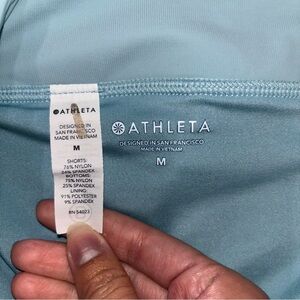 ATHLETA
DESIGNED IN
SAN FRANCISCO
MADE IN VIETNAM
M
SHORTS:
76% NYLON
24% SPANDEX
BOTTOMS:
75% NYLON
25% SPANDEX
LINING:
91% POLYESTER
9% SPANDEX
RN 54023
ATHLETA
DESIGNED IN SAN FRANCISCO
MADE IN VIETNAM
M